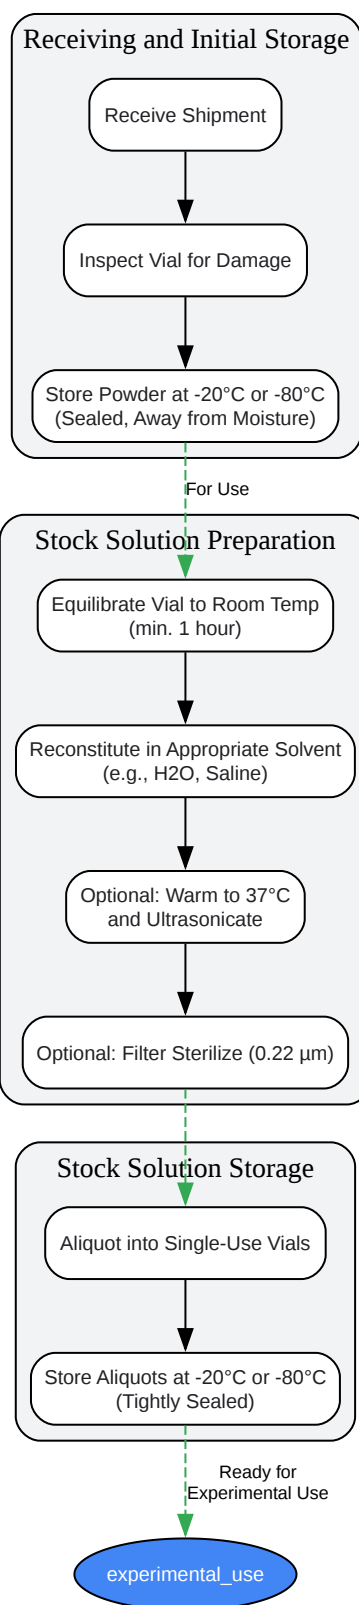 Receiving and Initial Storage
Receive Shipment
Inspect Vial for Damage
Store Powder at -20°C or -80°C
(Sealed, Away from Moisture)
For Use
Stock Solution Preparation
Equilibrate Vial to Room Temp
(min. 1 hour)
Reconstitute in Appropriate Solvent
(e.g., H2O, Saline)
Optional: Warm to 37°C
and Ultrasonicate
Optional: Filter Sterilize (0.22 µm)
Stock Solution Storage
Aliquot into Single-Use Vials
Store Aliquots at -20°C or -80°C
(Tightly Sealed)
Ready for
Experimental Use
experimental_use